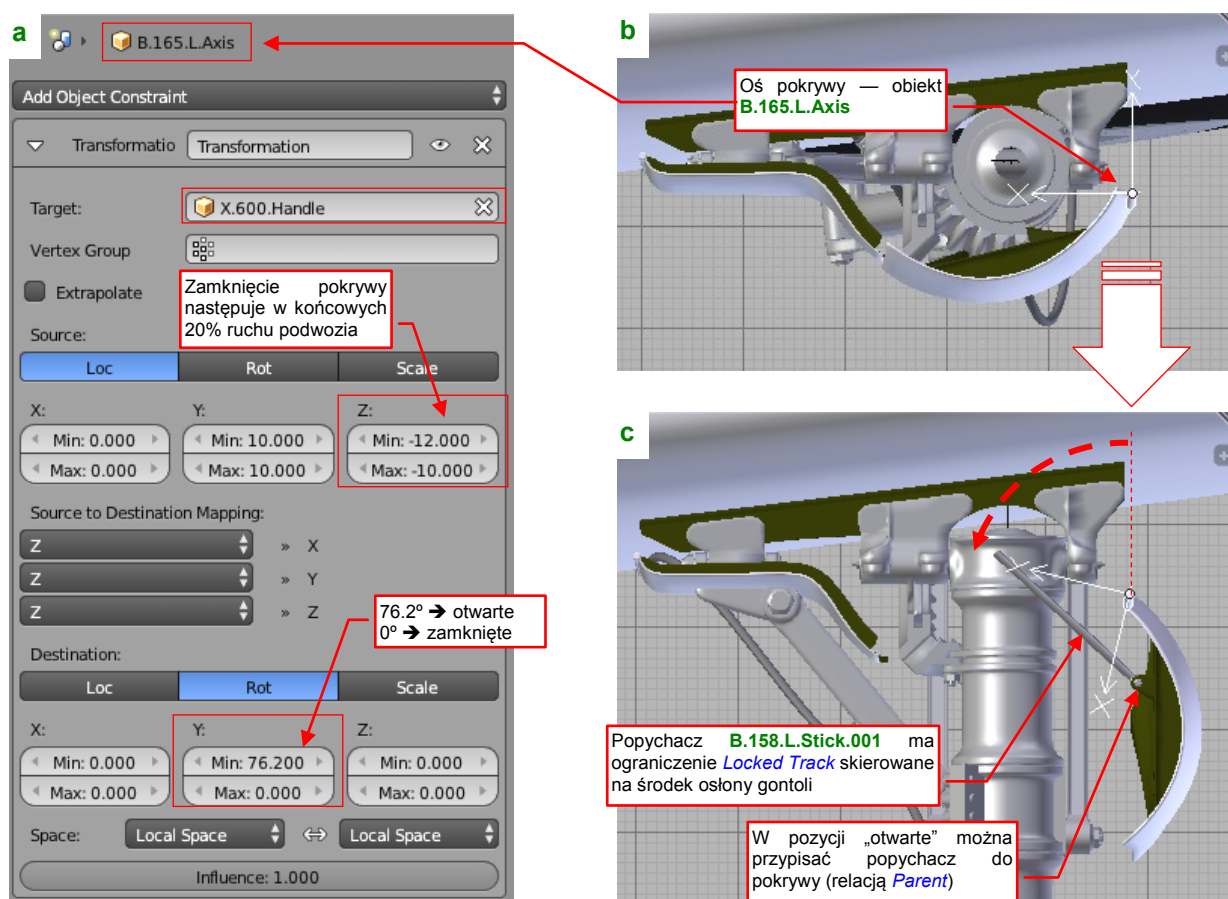 a
B.165.L.Axis
Add Object Constraint
Transformatio Transformation
Target: X.600.Handle
Vertex Group
Extrapolate
Zamknięcie pokrywy
następuje w końcowych
20% ruchu podwozia
Source:
Loc Rot Scale
X: Y: Z:
Min: 0.000 Min: 10.000 Min: -12.000
Max: 0.000 Max: 10.000 Max: -10.000
Source to Destination Mapping:
Z » X
Z » Y
Z » Z
76.2º ➔ otwarte
0º ➔ zamknięte
Destination:
Loc Rot Scale
X: Y: Z:
Min: 0.000 Min: 76.200 Min: 0.000
Max: 0.000 Max: 0.000 Max: 0.000
Space: Local Space Local Space
Influence: 1.000
b
Oś pokrywy — obiekt
B.165.L.Axis
c
Popychacz B.158.L.Stick.001 ma
ograniczenie Locked Track skierowane
na środek osłony gontoli
W pozycji „otwarte” można
przypisać popychacz do
pokrywy (relacją Parent)